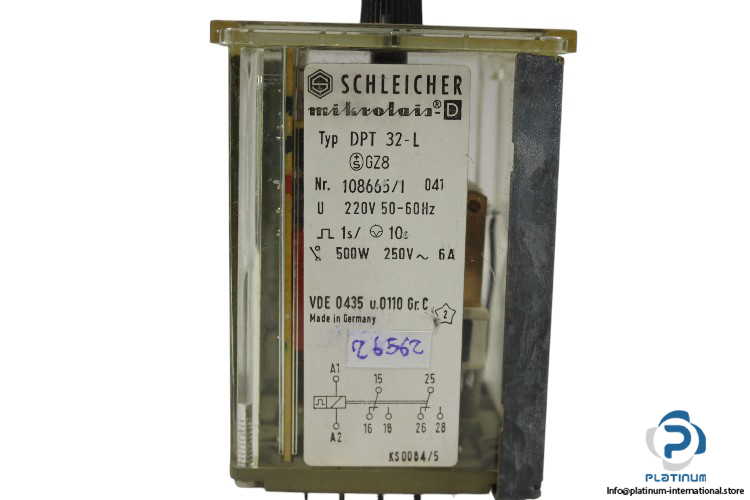 SCHLEICHER
mikrolais®-D
Typ DPT 32-L
GZ8
Nr. 108665/1 041
U 220V 50-60Hz
1s/ 10s
500W 250V~ 6A
VDE 0435 u.0110 Gr.C
2
Made in Germany
26562
A1 15 25
16 18 26 28
A2
KS0084/5
PLATINUM
INTERNATIONAL
Info@platinum-international.store